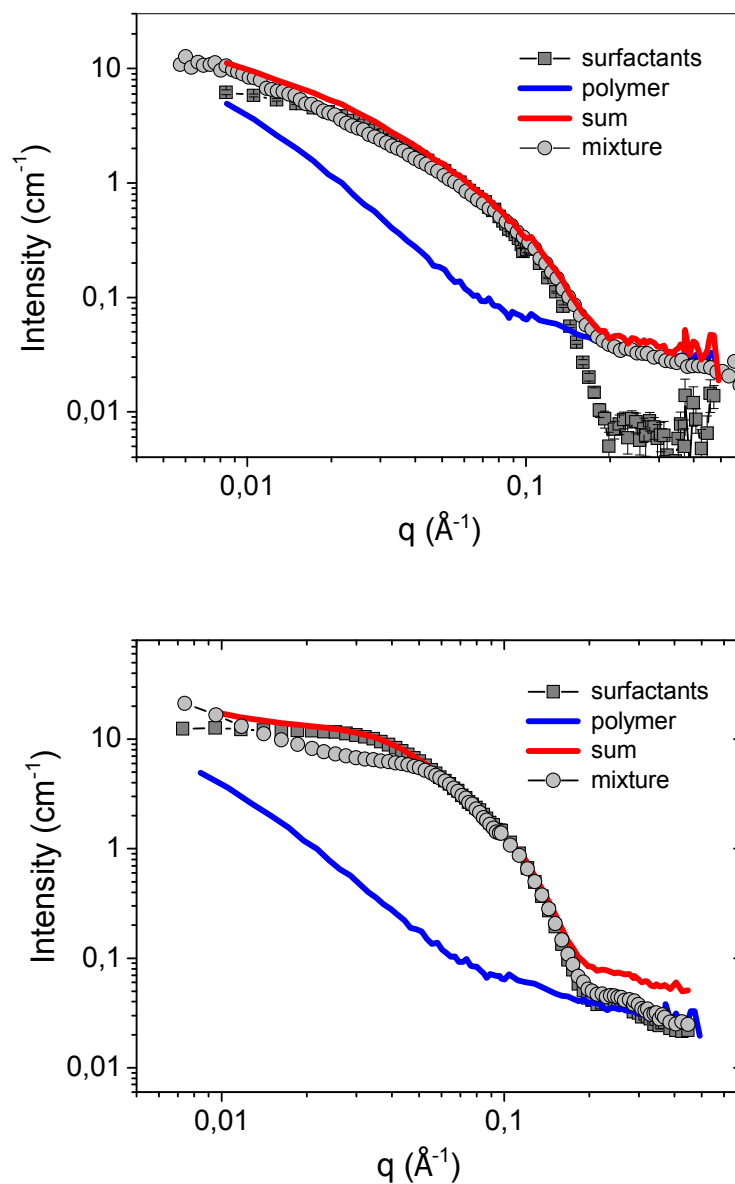 surfactants
polymer
sum
mixture
10
1
0,1
0,01
Intensity (cm⁻¹)
0,01
0,1
q (Å⁻¹)
surfactants
polymer
sum
mixture
10
1
0,1
0,01
Intensity (cm⁻¹)
0,01
0,1
q (Å⁻¹)